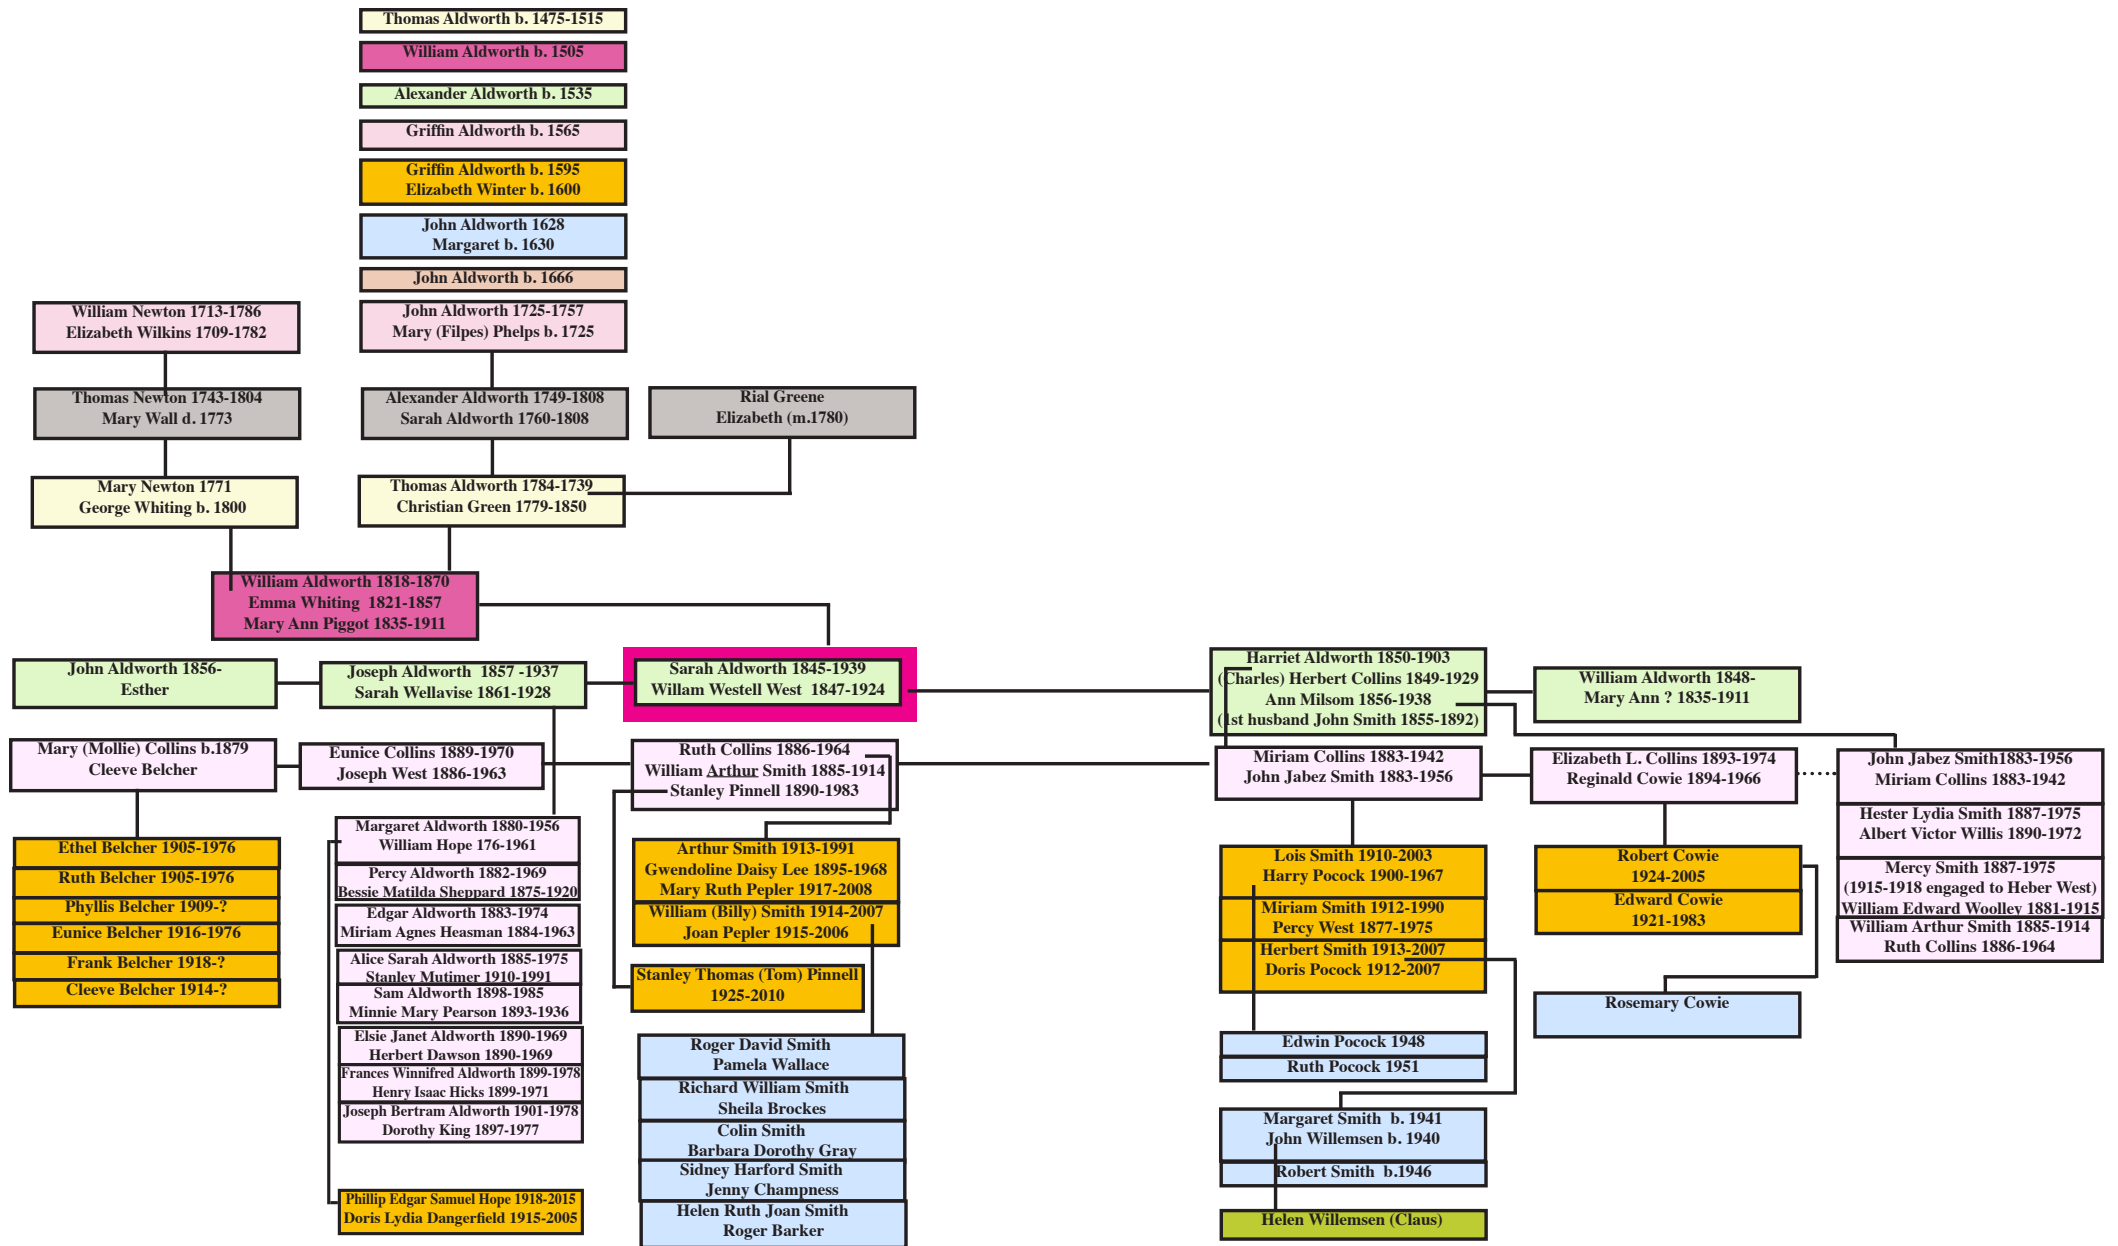 Thomas Aldworth b. 1475-1515
William Aldworth b. 1505
Alexander Aldworth b. 1535
Griffin Aldworth b. 1565
Griffin Aldworth b. 1595
Elizabeth Winter b. 1600
John Aldworth 1628
Margaret b. 1630
John Aldworth b. 1666
William Newton 1713-1786
Elizabeth Wilkins 1709-1782
John Aldworth 1725-1757
Mary (Filpes) Phelps b. 1725
Thomas Newton 1743-1804
Mary Wall d. 1773
Alexander Aldworth 1749-1808
Sarah Aldworth 1760-1808
Rial Greene
Elizabeth (m.1780)
Mary Newton 1771
George Whiting b. 1800
Thomas Aldworth 1784-1739
Christian Green 1779-1850
William Aldworth 1818-1870
Emma Whiting 1821-1857
Mary Ann Piggot 1835-1911
John Aldworth 1856-
Esther
Joseph Aldworth 1857 -1937
Sarah Wellavise 1861-1928
Sarah Aldworth 1845-1939
Willam Westell West 1847-1924
Harriet Aldworth 1850-1903
(Charles) Herbert Collins 1849-1929
Ann Milsom 1856-1938
(1st husband John Smith 1855-1892)
William Aldworth 1848-
Mary Ann ? 1835-1911
Mary (Mollie) Collins b.1879
Cleeve Belcher
Eunice Collins 1889-1970
Joseph West 1886-1963
Ruth Collins 1886-1964
William Arthur Smith 1885-1914
Stanley Pinnell 1890-1983
Miriam Collins 1883-1942
John Jabez Smith 1883-1956
Elizabeth L. Collins 1893-1974
Reginald Cowie 1894-1966
John Jabez Smith1883-1956
Miriam Collins 1883-1942
Hester Lydia Smith 1887-1975
Albert Victor Willis 1890-1972
Mercy Smith 1887-1975
(1915-1918 engaged to Heber West)
William Edward Woolley 1881-1915
William Arthur Smith 1885-1914
Ruth Collins 1886-1964
Ethel Belcher 1905-1976
Ruth Belcher 1905-1976
Phyllis Belcher 1909-?
Eunice Belcher 1916-1976
Frank Belcher 1918-?
Cleeve Belcher 1914-?
Margaret Aldworth 1880-1956
William Hope 176-1961
Percy Aldworth 1882-1969
Bessie Matilda Sheppard 1875-1920
Edgar Aldworth 1883-1974
Miriam Agnes Heasman 1884-1963
Alice Sarah Aldworth 1885-1975
Stanley Mutimer 1910-1991
Sam Aldworth 1898-1985
Minnie Mary Pearson 1893-1936
Elsie Janet Aldworth 1890-1969
Herbert Dawson 1890-1969
Frances Winnifred Aldworth 1899-1978
Henry Isaac Hicks 1899-1971
Joseph Bertram Aldworth 1901-1978
Dorothy King 1897-1977
Phillip Edgar Samuel Hope 1918-2015
Doris Lydia Dangerfield 1915-2005
Arthur Smith 1913-1991
Gwendoline Daisy Lee 1895-1968
Mary Ruth Pepler 1917-2008
William (Billy) Smith 1914-2007
Joan Pepler 1915-2006
Stanley Thomas (Tom) Pinnell
1925-2010
Roger David Smith
Pamela Wallace
Richard William Smith
Sheila Brockes
Colin Smith
Barbara Dorothy Gray
Sidney Harford Smith
Jenny Champness
Helen Ruth Joan Smith
Roger Barker
Lois Smith 1910-2003
Harry Pocock 1900-1967
Miriam Smith 1912-1990
Percy West 1877-1975
Herbert Smith 1913-2007
Doris Pocock 1912-2007
Edwin Pocock 1948
Ruth Pocock 1951
Margaret Smith b. 1941
John Willemsen b. 1940
Robert Smith b.1946
Helen Willemsen (Claus)
Robert Cowie
1924-2005
Edward Cowie
1921-1983
Rosemary Cowie